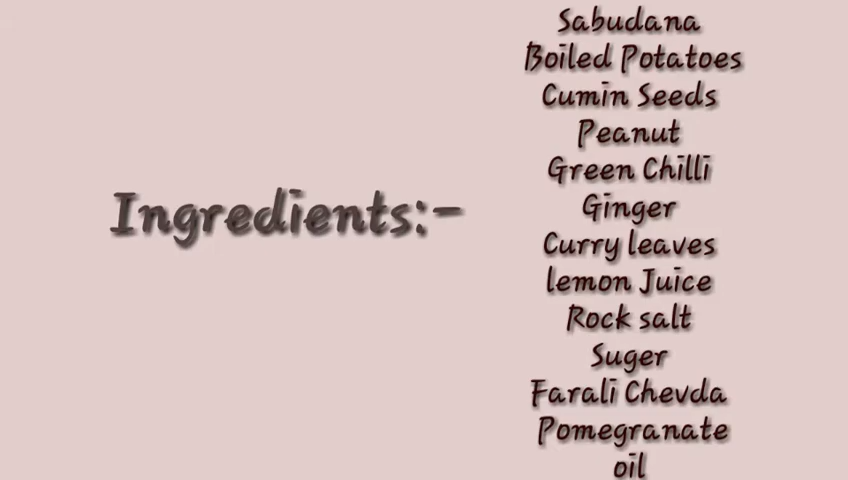 Ingredients:-
Sabudana
Boiled Potatoes
Cumin Seeds
Peanut
Green Chilli
Ginger
Curry leaves
lemon Juice
Rock salt
Suger
Farali Chevda
Pomegranate
oil